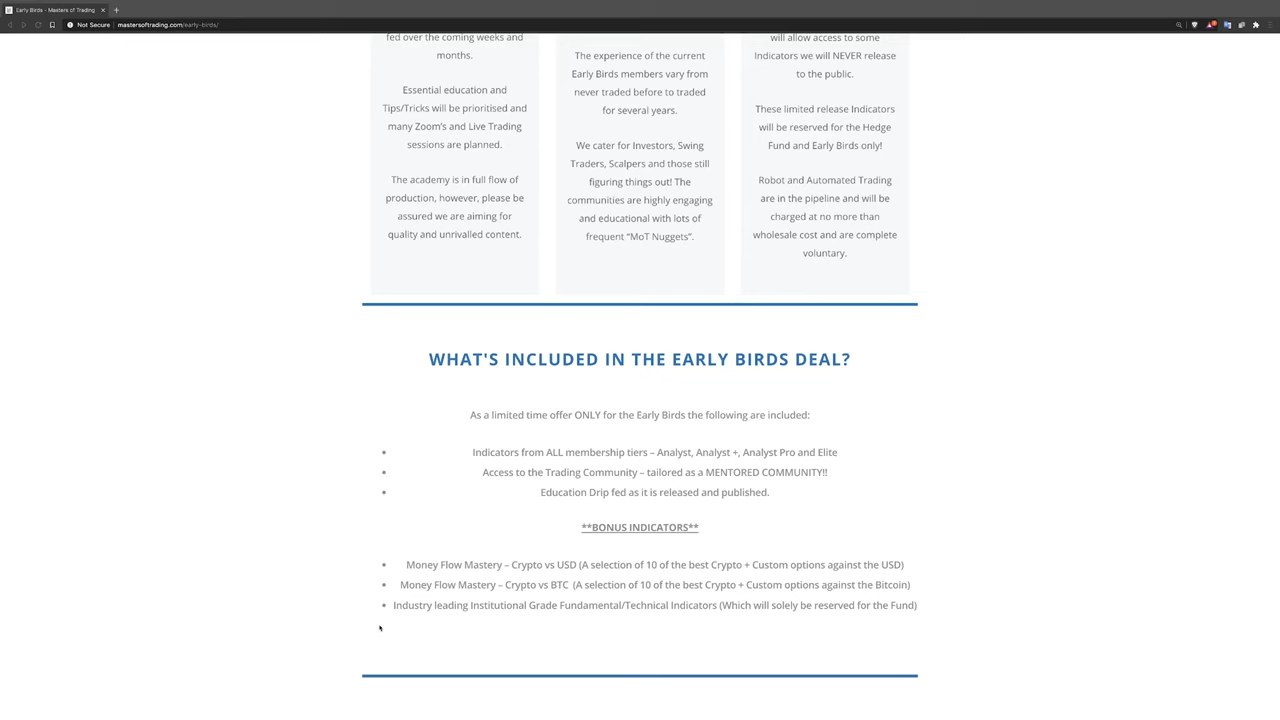 Early Birds - Masters of Trading
Not Secure
mastersoftrading.com/early-birds/
fed over the coming weeks and
months.
Essential education and
Tips/Tricks will be prioritised and
many Zoom's and Live Trading
sessions are planned.
The academy is in full flow of
production, however, please be
assured we are aiming for
quality and unrivalled content.
The experience of the current
Early Birds members vary from
never traded before to traded
for several years.
We cater for Investors, Swing
Traders, Scalpers and those still
figuring things out! The
communities are highly engaging
and educational with lots of
frequent “MoT Nuggets”.
will allow access to some
Indicators we will NEVER release
to the public.
These limited release Indicators
will be reserved for the Hedge
Fund and Early Birds only!
Robot and Automated Trading
are in the pipeline and will be
charged at no more than
wholesale cost and are complete
voluntary.
WHAT'S INCLUDED IN THE EARLY BIRDS DEAL?
As a limited time offer ONLY for the Early Birds the following are included:
• Indicators from ALL membership tiers – Analyst, Analyst +, Analyst Pro and Elite
• Access to the Trading Community – tailored as a MENTORED COMMUNITY!!
• Education Drip fed as it is released and published.
**BONUS INDICATORS**
• Money Flow Mastery – Crypto vs USD (A selection of 10 of the best Crypto + Custom options against the USD)
• Money Flow Mastery – Crypto vs BTC (A selection of 10 of the best Crypto + Custom options against the Bitcoin)
• Industry leading Institutional Grade Fundamental/Technical Indicators (Which will solely be reserved for the Fund)